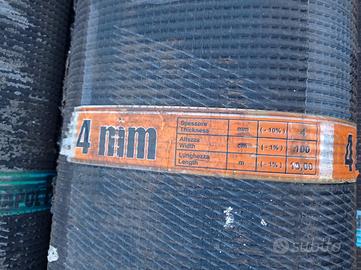 4 mm
Spessore
Thickness mm (-10%) 4
Altezza
Width cm (-1%) 100
Lunghezza
Length m (-1%) 10,00
4
subito